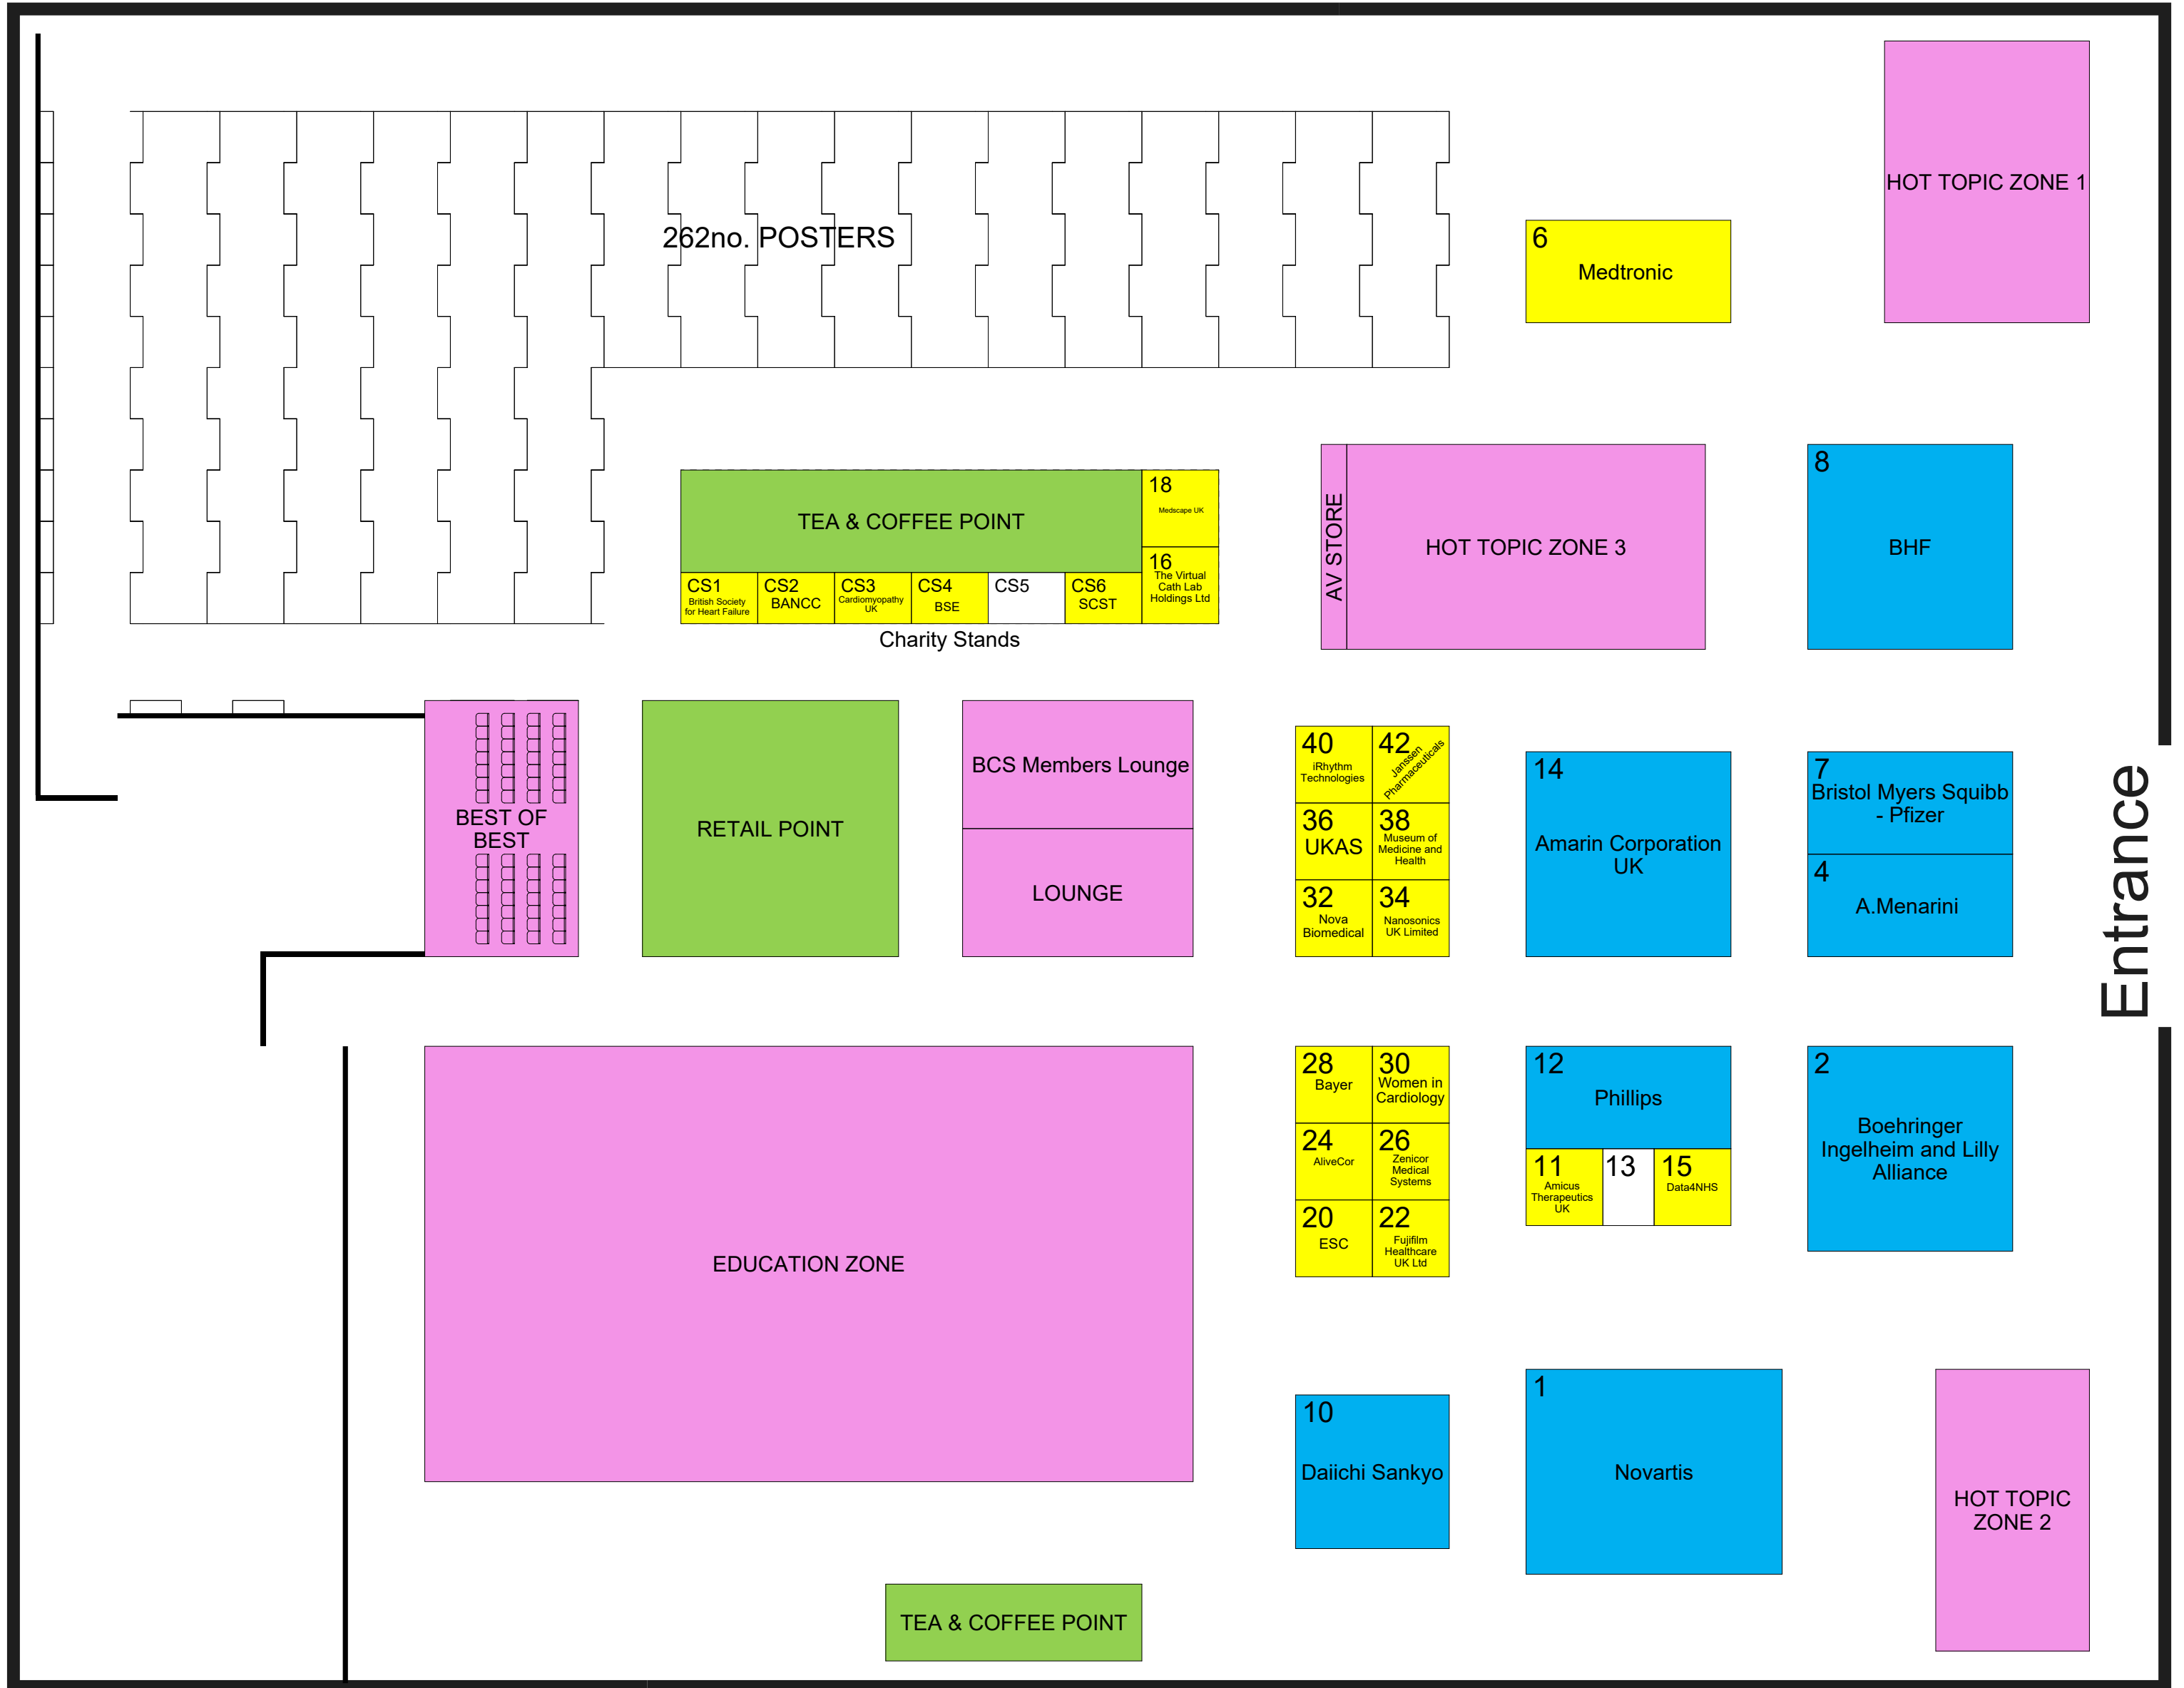 HOT TOPIC ZONE 1
262no. POSTERS
6
Medtronic
TEA & COFFEE POINT
18
Medscape UK
16
The Virtual
Cath Lab
Holdings Ltd
CS1
British Society
for Heart Failure
CS2
BANCC
CS3
Cardiomyopathy
UK
CS4
BSE
CS5
CS6
SCST
Charity Stands
AV STORE
HOT TOPIC ZONE 3
8
BHF
BEST OF
BEST
RETAIL POINT
BCS Members Lounge
LOUNGE
40
iRhythm
Technologies
42
Janssen
Pharmaceuticals
36
UKAS
38
Museum of
Medicine and
Health
32
Nova
Biomedical
34
Nanosonics
UK Limited
14
Amarin Corporation
UK
7
Bristol Myers Squibb
- Pfizer
4
A.Menarini
Entrance
EDUCATION ZONE
28
Bayer
30
Women in
Cardiology
24
AliveCor
26
Zenicor
Medical
Systems
20
ESC
22
Fujifilm
Healthcare
UK Ltd
12
Phillips
11
Amicus
Therapeutics
UK
13
15
Data4NHS
2
Boehringer
Ingelheim and Lilly
Alliance
10
Daiichi Sankyo
1
Novartis
HOT TOPIC
ZONE 2
TEA & COFFEE POINT